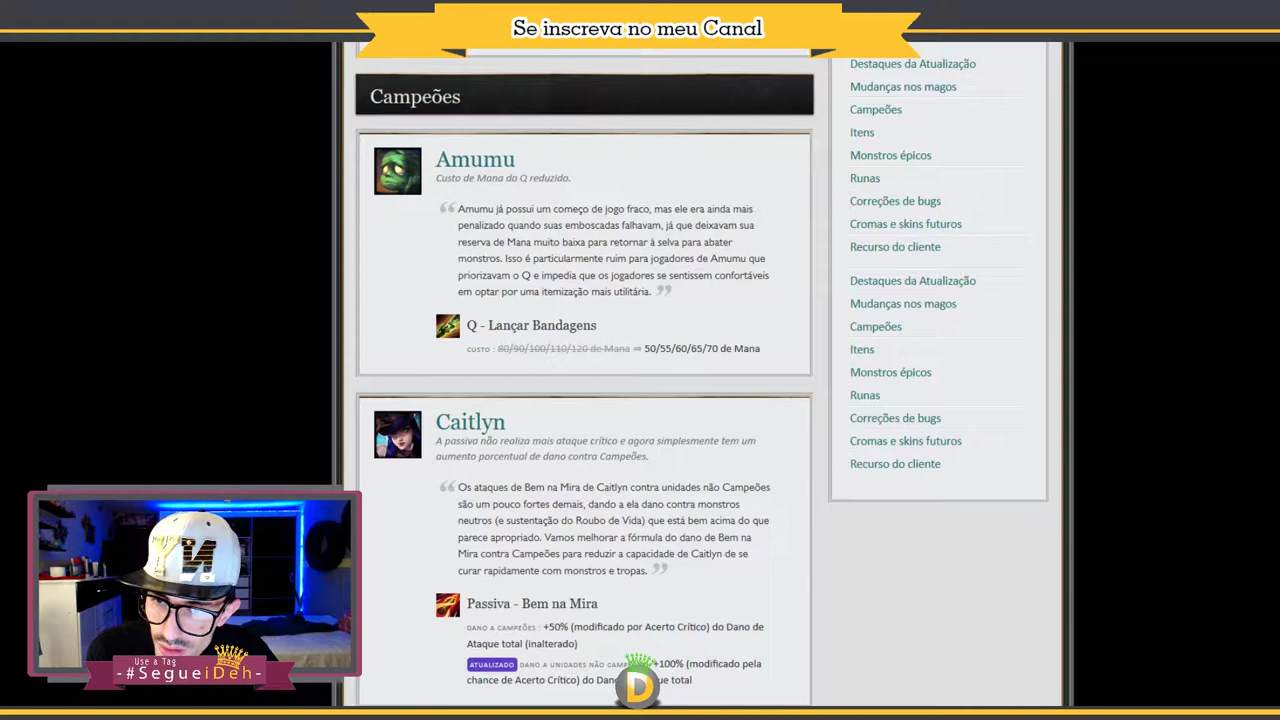 Se inscreva no meu Canal
Campeões
Amumu
Custo de Mana do Q reduzido.
“ Amumu já possui um começo de jogo fraco, mas ele era ainda mais
penalizado quando suas emboscadas falhavam, já que deixavam sua
reserva de Mana muito baixa para retornar à selva para abater
monstros. Isso é particularmente ruim para jogadores de Amumu que
priorizavam o Q e impedia que os jogadores se sentissem confortáveis
em optar por uma itemização mais utilitária. ”
Q - Lançar Bandagens
CUSTO : 80/90/100/110/120 de Mana ⇒ 50/55/60/65/70 de Mana
Caitlyn
A passiva não realiza mais ataque crítico e agora simplesmente tem um
aumento porcentual de dano contra Campeões.
“ Os ataques de Bem na Mira de Caitlyn contra unidades não Campeões
são um pouco fortes demais, dando a ela dano contra monstros
neutros (e sustentação do Roubo de Vida) que está bem acima do que
parece apropriado. Vamos melhorar a fórmula do dano de Bem na
Mira contra Campeões para reduzir a capacidade de Caitlyn de se
curar rapidamente com monstros e tropas. ”
Passiva - Bem na Mira
DANO A CAMPEÕES : +50% (modificado por Acerto Crítico) do Dano de
Ataque total (inalterado)
ATUALIZADO DANO A UNIDADES NÃO +100% (modificado pela
chance de Acerto Crítico) do total
Destaques da Atualização
Mudanças nos magos
Campeões
Itens
Monstros épicos
Runas
Correções de bugs
Cromas e skins futuros
Recurso do cliente
Destaques da Atualização
Mudanças nos magos
Campeões
Itens
Monstros épicos
Runas
Correções de bugs
Cromas e skins futuros
Recurso do cliente
Use a Tag
-#SegueiDeh-
D